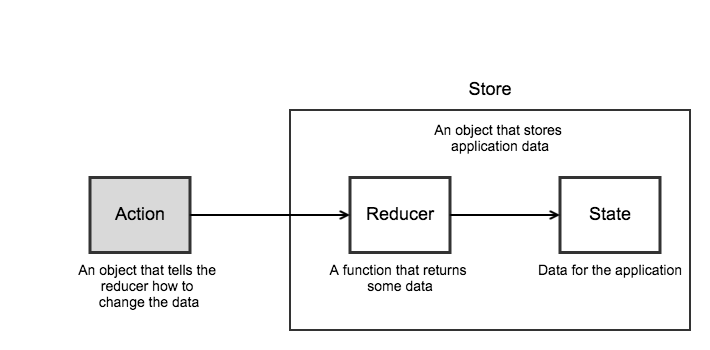 Store
An object that stores
application data
Action
Reducer
State
An object that tells the
reducer how to
change the data
A function that returns
some data
Data for the application